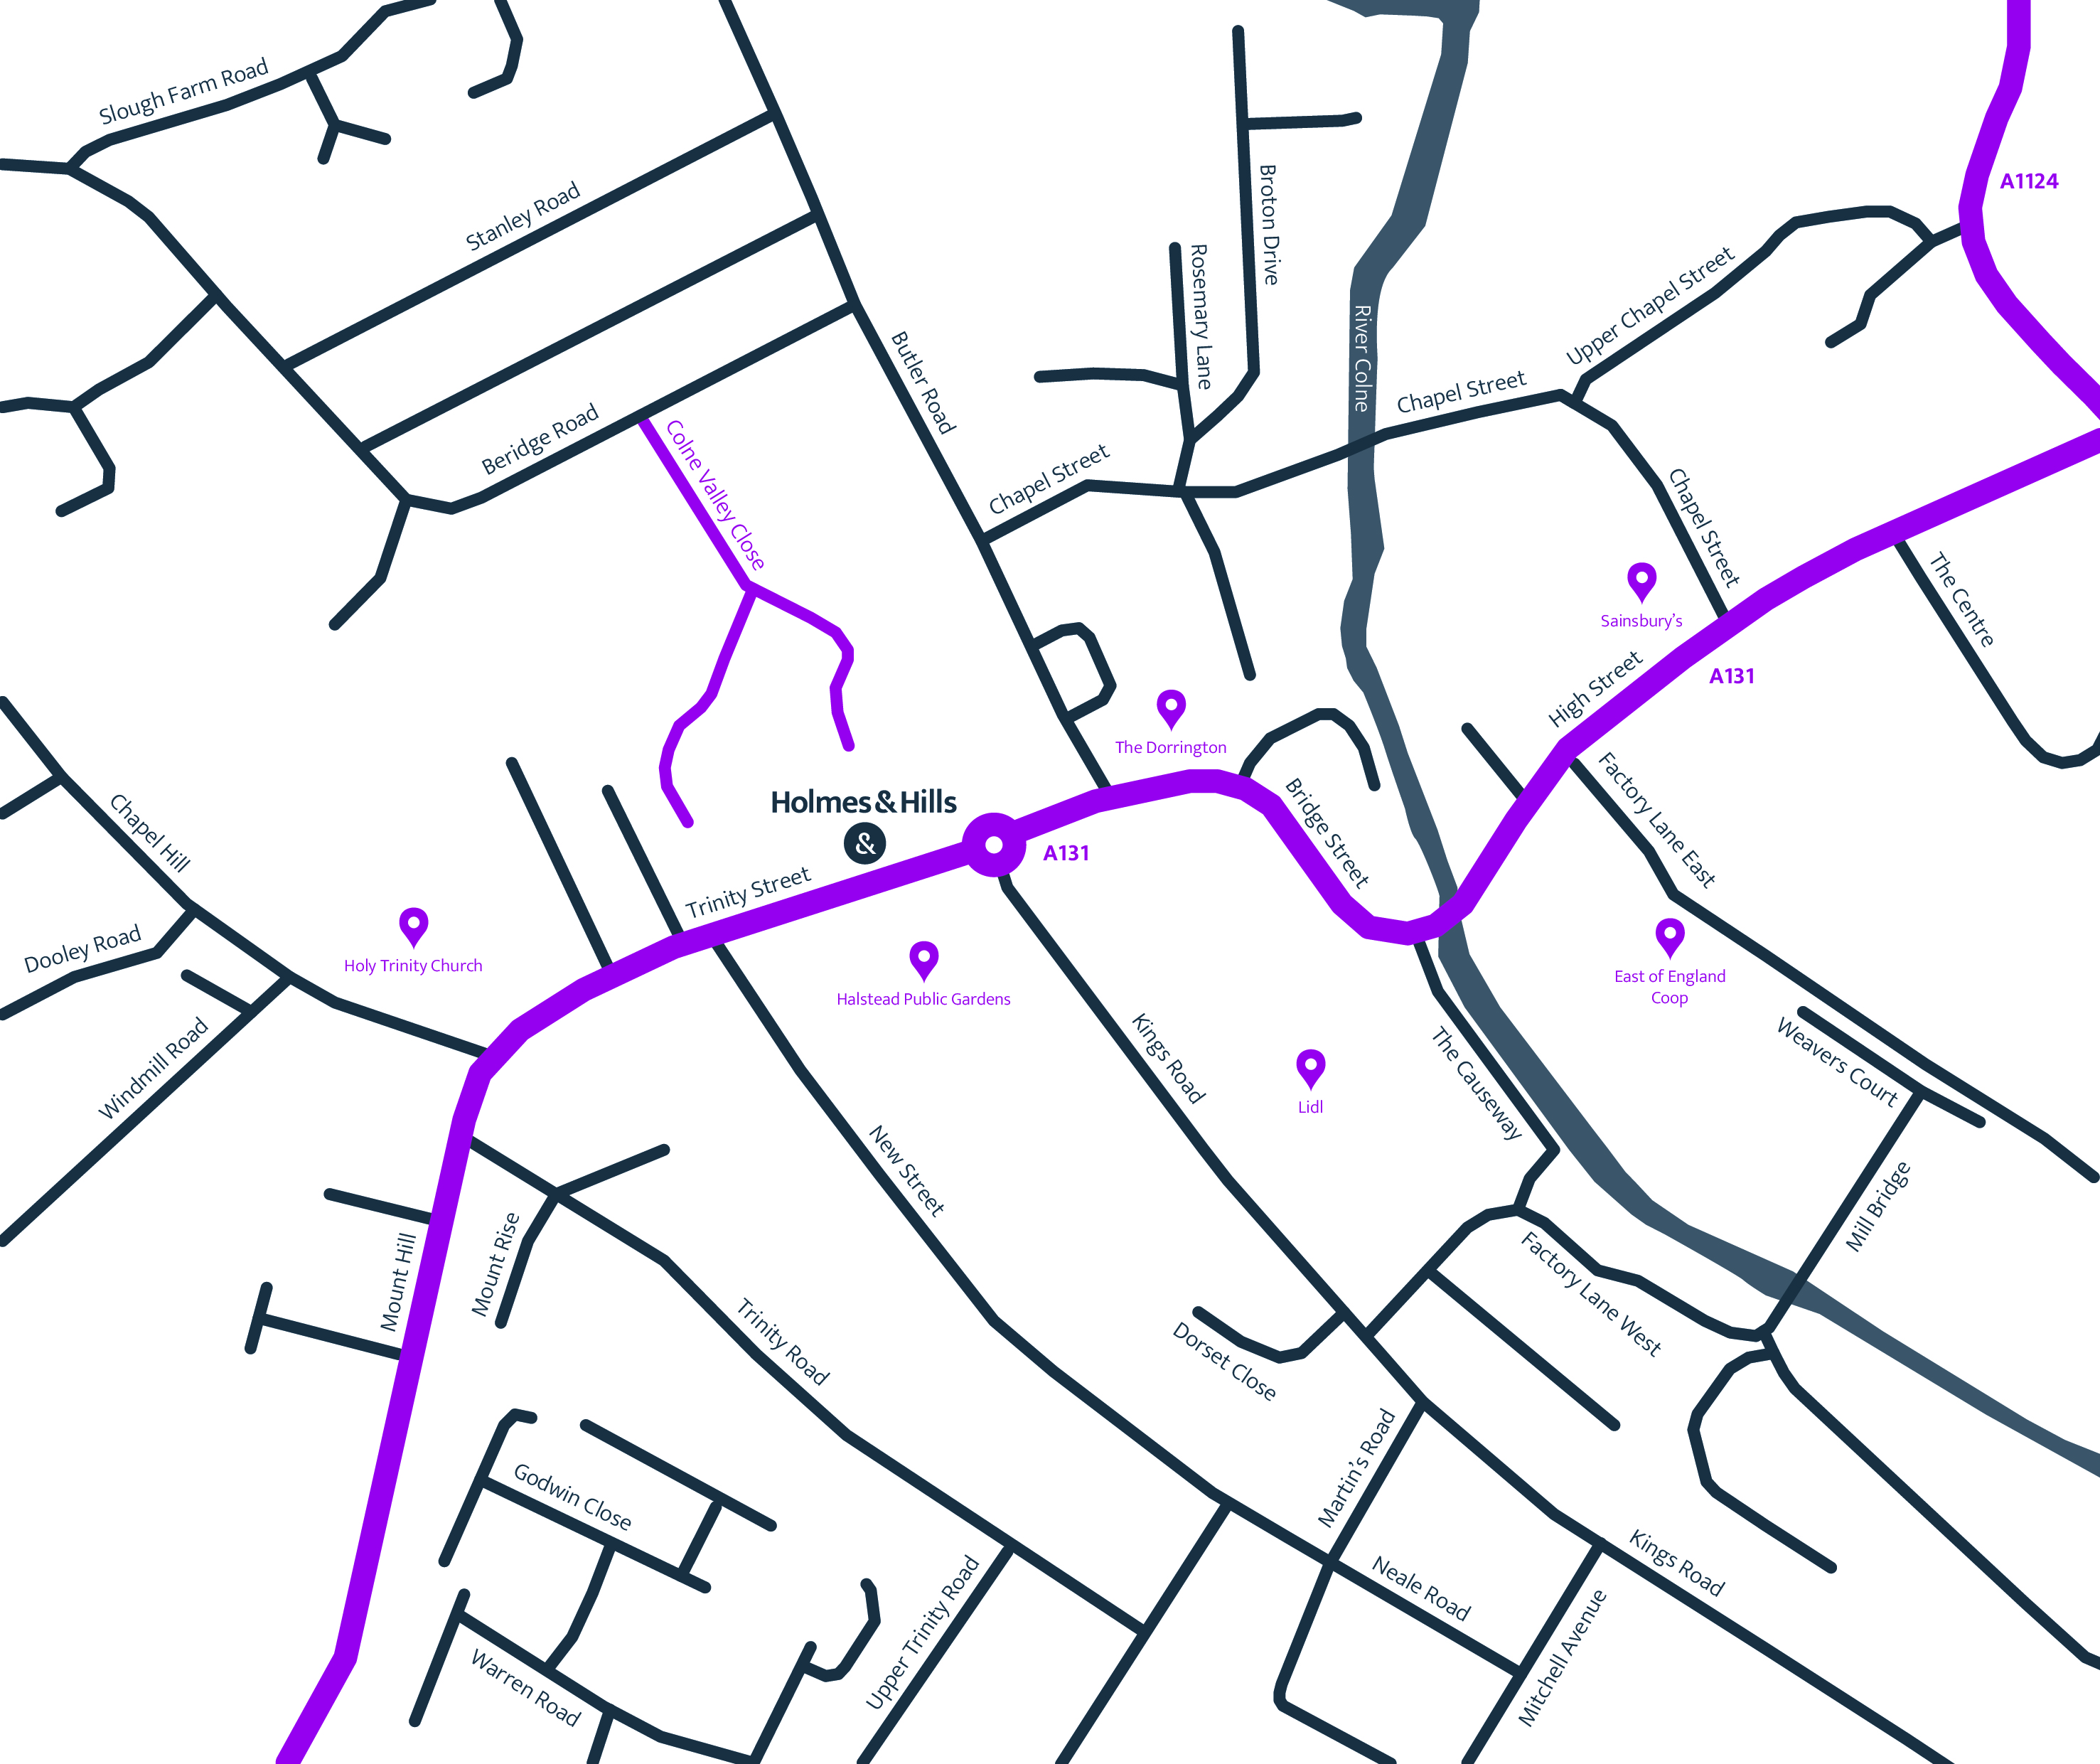 Slough Farm Road
Stanley Road
Broton Drive
A1124
Rosemary Lane
Upper Chapel Street
River Colne
Butler Road
Chapel Street
Beridge Road
Colne Valley Close
Chapel Street
Chapel Street
The Centre
Sainsbury's
A131
High Street
The Dorrington
Factory Lane East
Bridge Street
Chapel Hill
Holmes & Hills
&
A131
Trinity Street
Dooley Road
Holy Trinity Church
Halstead Public Gardens
East of England
Coop
Windmill Road
Kings Road
The Causeway
Weavers Court
Lidl
New Street
Mill Bridge
Mount Hill
Mount Rise
Factory Lane West
Trinity Road
Dorset Close
Martin's Road
Godwin Close
Kings Road
Neale Road
Upper Trinity Road
Mitchell Avenue
Warren Road